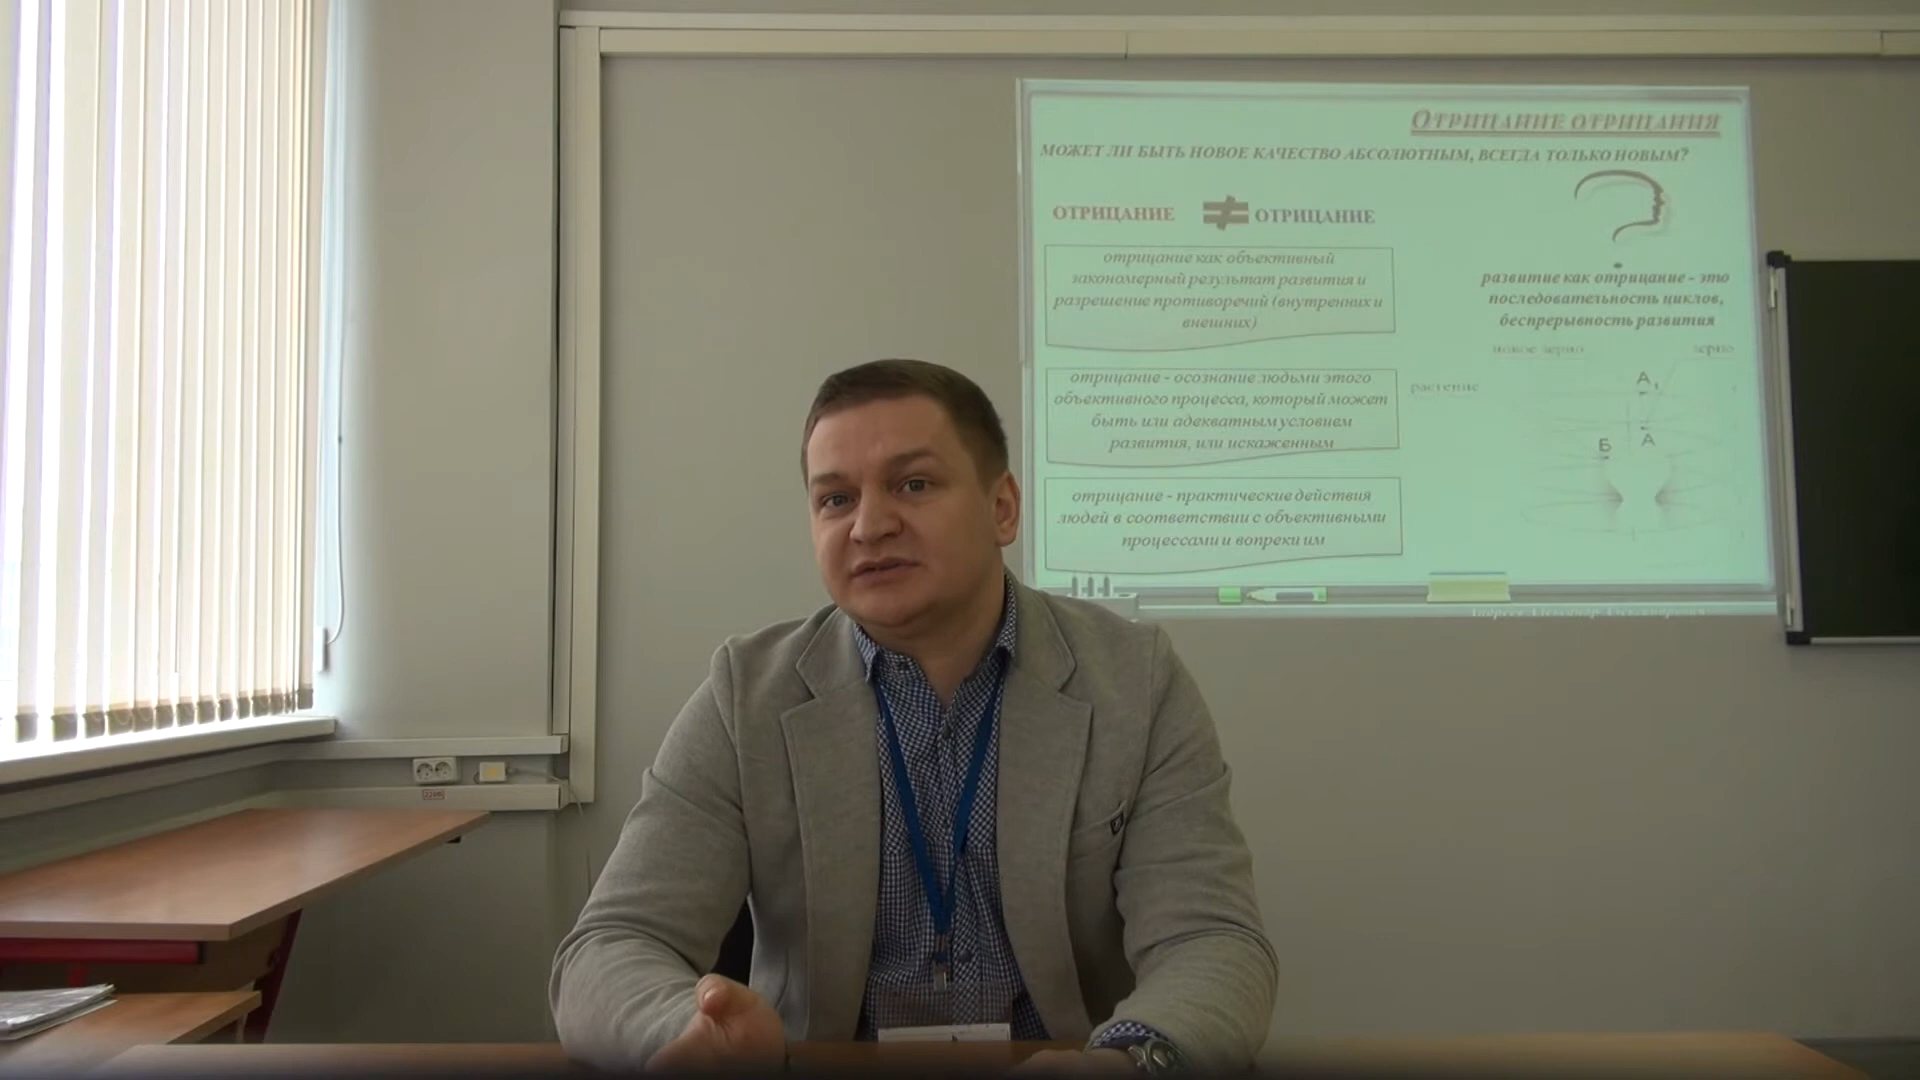 ОТРИЦАНИЕ ОТРИЦАНИЯ
МОЖЕТ ЛИ БЫТЬ НОВОЕ КАЧЕСТВО АБСОЛЮТНЫМ, ВСЕГДА ТОЛЬКО НОВЫМ?
ОТРИЦАНИЕ ≠ ОТРИЦАНИЕ
отрицание как объективный
закономерный результат развития и
разрешение противоречий (внутренних и
внешних)
отрицание - осознание людьми этого
объективного процесса, который может
быть или адекватным условием
развития, или искаженным
отрицание - практические действия
людей в соответствии с объективными
процессами и вопреки им
развитие как отрицание - это
последовательность циклов,
беспрерывность развития
новое зерно зерно
растение
А₁
А
Б